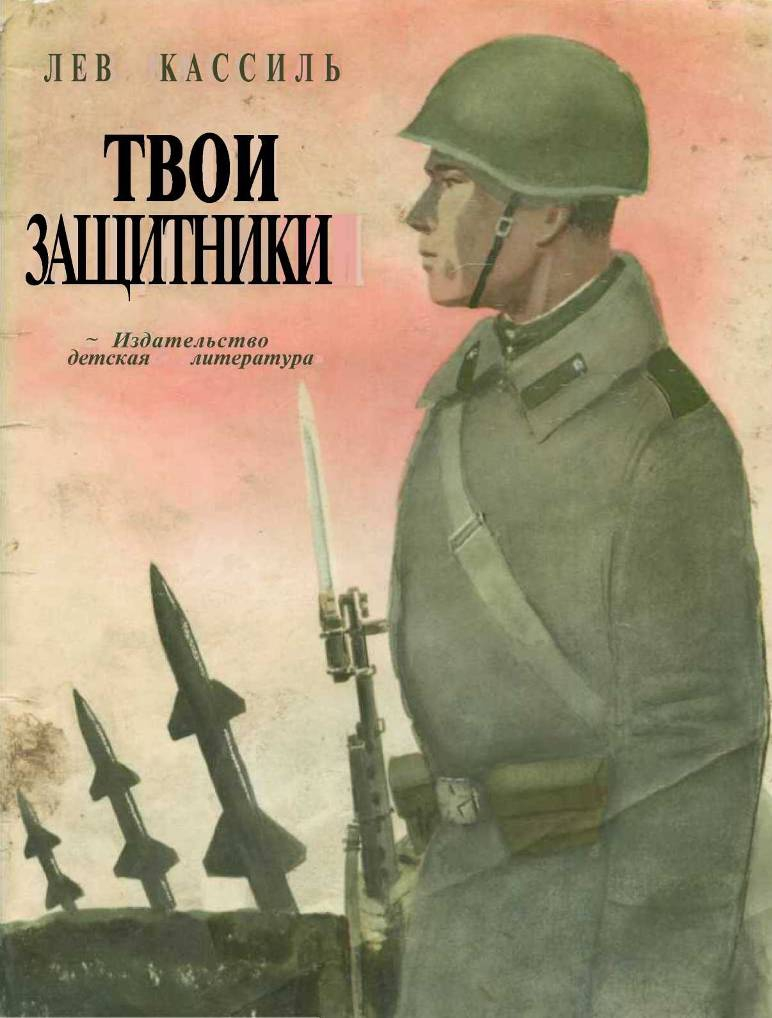 ЛЕВ КАССИЛЬ
ТВОИ
ЗАЩИТНИКИ
~ Издательство
детская литература